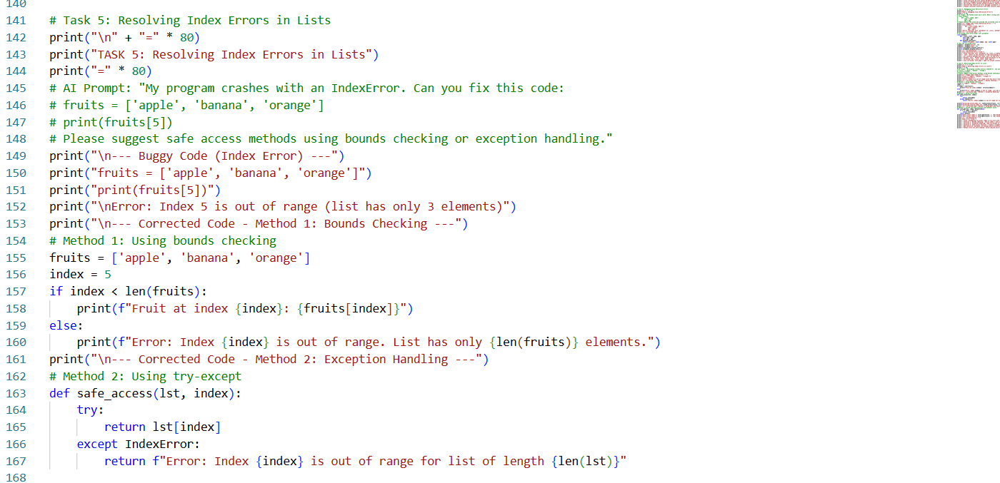 140
141 # Task 5: Resolving Index Errors in Lists
142 print("\n" + "=" * 80)
143 print("TASK 5: Resolving Index Errors in Lists")
144 print("=" * 80)
145 # AI Prompt: "My program crashes with an IndexError. Can you fix this code:
146 # fruits = ['apple', 'banana', 'orange']
147 # print(fruits[5])
148 # Please suggest safe access methods using bounds checking or exception handling."
149 print("\n--- Buggy Code (Index Error) ---")
150 print("fruits = ['apple', 'banana', 'orange']")
151 print("print(fruits[5])")
152 print("\nError: Index 5 is out of range (list has only 3 elements)")
153 print("\n--- Corrected Code - Method 1: Bounds Checking ---")
154 # Method 1: Using bounds checking
155 fruits = ['apple', 'banana', 'orange']
156 index = 5
157 if index < len(fruits):
158     print(f"Fruit at index {index}: {fruits[index]}")
159 else:
160     print(f"Error: Index {index} is out of range. List has only {len(fruits)} elements.")
161 print("\n--- Corrected Code - Method 2: Exception Handling ---")
162 # Method 2: Using try-except
163 def safe_access(lst, index):
164     try:
165         return lst[index]
166     except IndexError:
167         return f"Error: Index {index} is out of range for list of length {len(lst)}"
168